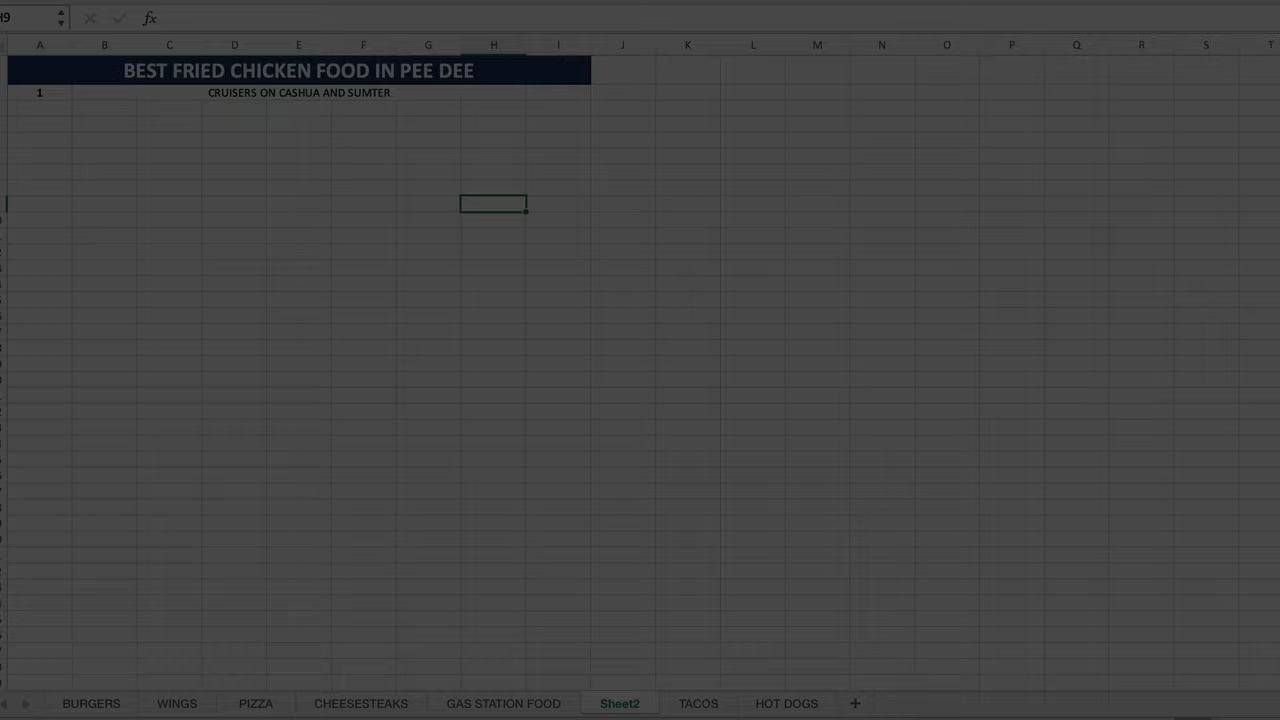 H9
fx
A B C D E F G H I J K L M N O P Q R S T
BEST FRIED CHICKEN FOOD IN PEE DEE
1 CRUISERS ON CASHUA AND SUMTER
BURGERS WINGS PIZZA CHEESESTEAKS GAS STATION FOOD Sheet2 TACOS HOT DOGS +